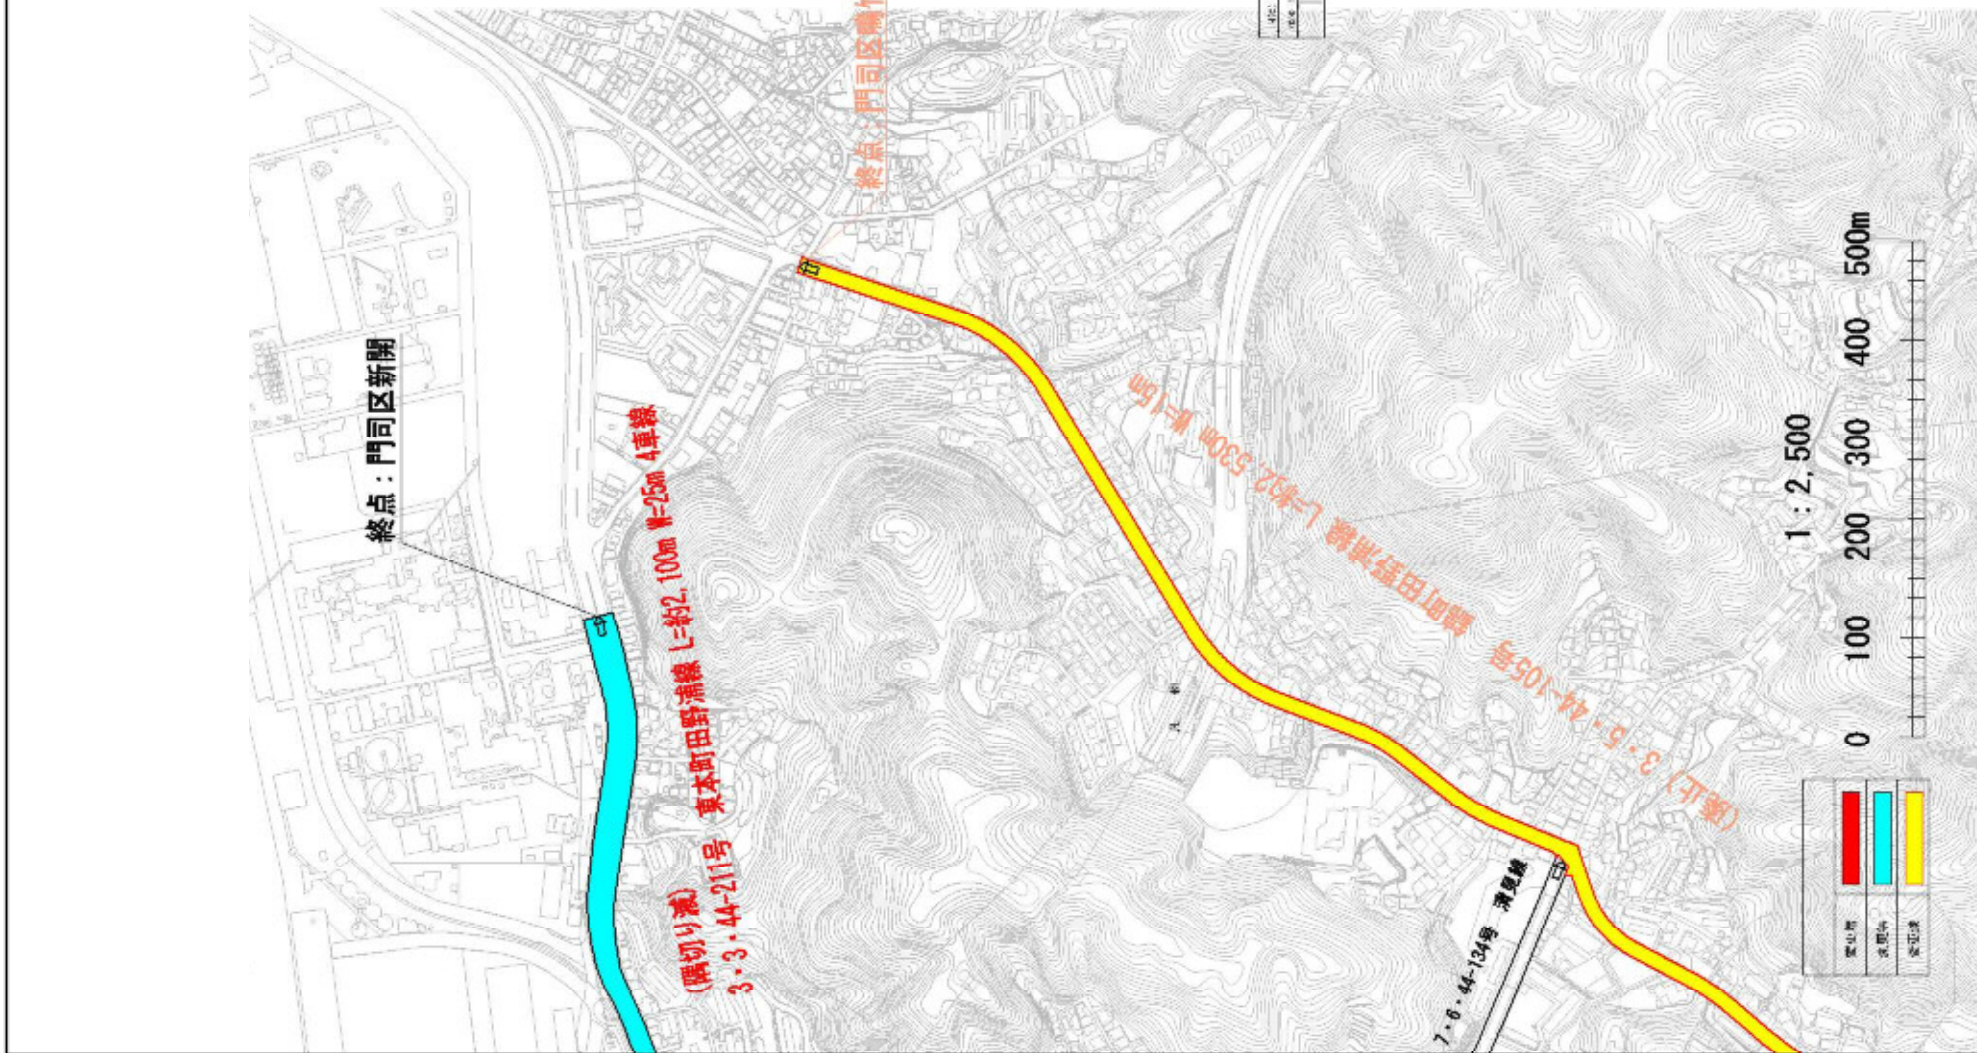 終点：門司区新開
終点：門司区
(隅切り減)
3・3・44-211号 東本町田野浦線 L=約2,100m W=25m 4車線
(廃止) 3・5・44-105号 錦町田野浦線 L=約2,530m W=15m
7・6・44-134号 清見線
1:2,500
0 100 200 300 400 500m